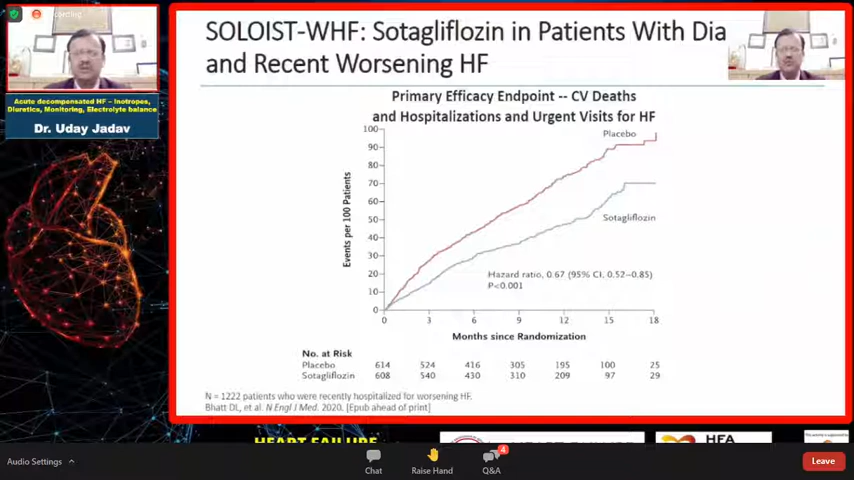 Recording
Acute decompensated HF – Inotropes,
Diuretics, Monitoring, Electrolyte balance
Dr. Uday Jadav
SOLOIST-WHF: Sotagliflozin in Patients With Dia
and Recent Worsening HF
Primary Efficacy Endpoint -- CV Deaths
and Hospitalizations and Urgent Visits for HF
Events per 100 Patients
100
90
80
70
60
50
40
30
20
10
0
Placebo
Sotagliflozin
Hazard ratio, 0.67 (95% CI, 0.52–0.85)
P<0.001
0 3 6 9 12 15 18
Months since Randomization
No. at Risk
Placebo 614 524 416 305 195 100 25
Sotagliflozin 608 540 430 310 209 97 29
N = 1222 patients who were recently hospitalized for worsening HF.
Bhatt DL, et al. N Engl J Med. 2020. [Epub ahead of print]
HEART FAILURE
HFA
Audio Settings
Chat
Raise Hand
4
Q&A
Leave